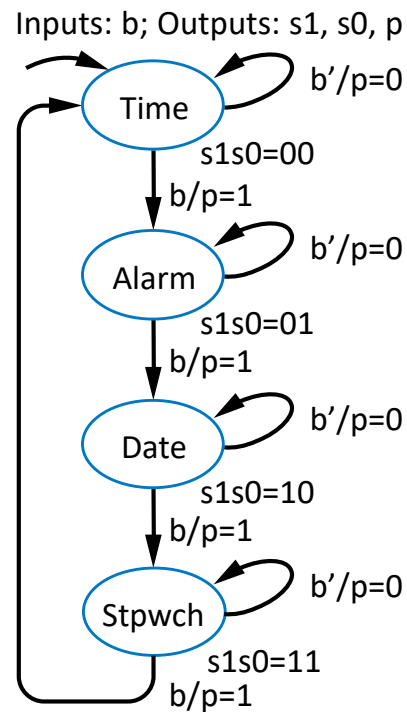 Inputs: b; Outputs: s1, s0, p
b’/p=0
Time
s1s0=00
b/p=1
b’/p=0
Alarm
s1s0=01
b/p=1
b’/p=0
Date
s1s0=10
b/p=1
b’/p=0
Stpwch
s1s0=11
b/p=1